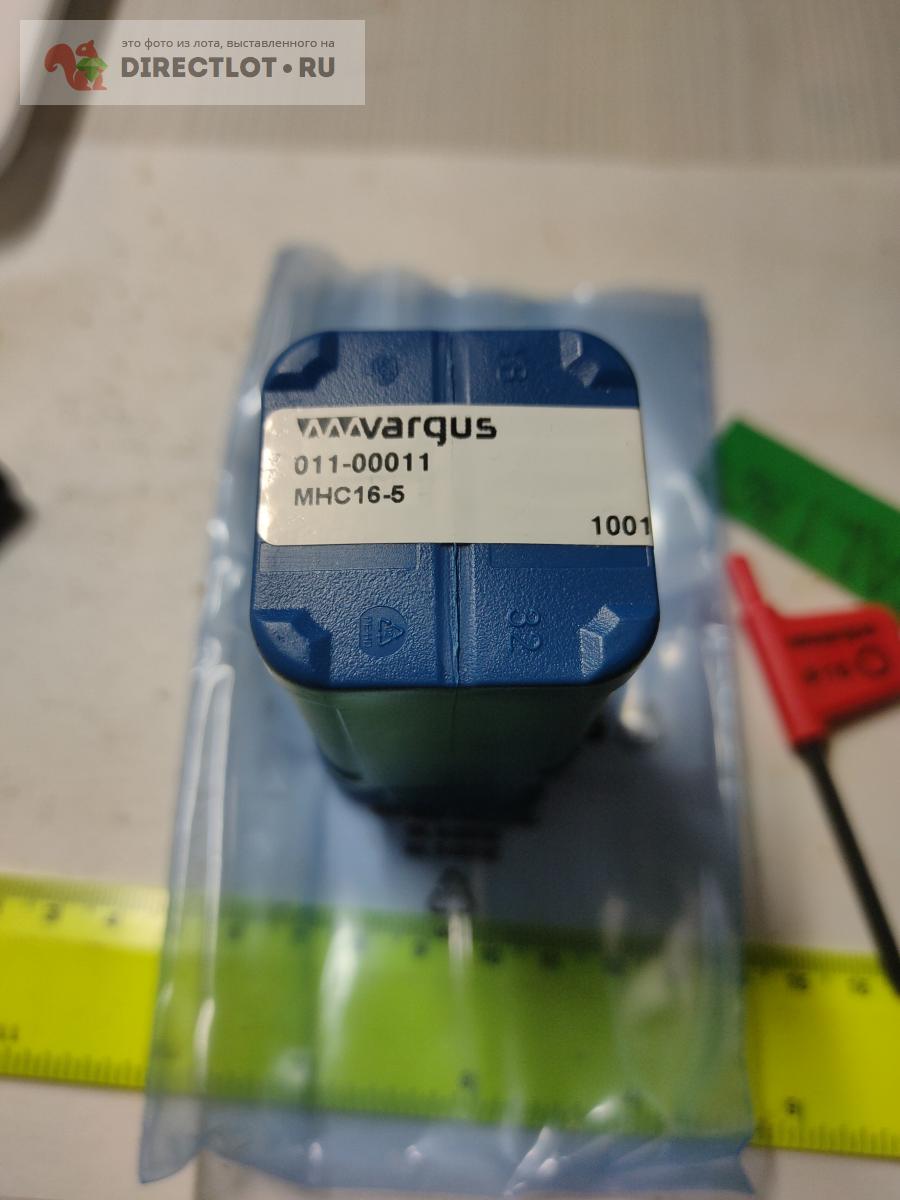 это фото из лота, выставленного на
DIRECTLOT.RU
vargus
011-00011
MHC16-5
1001
32